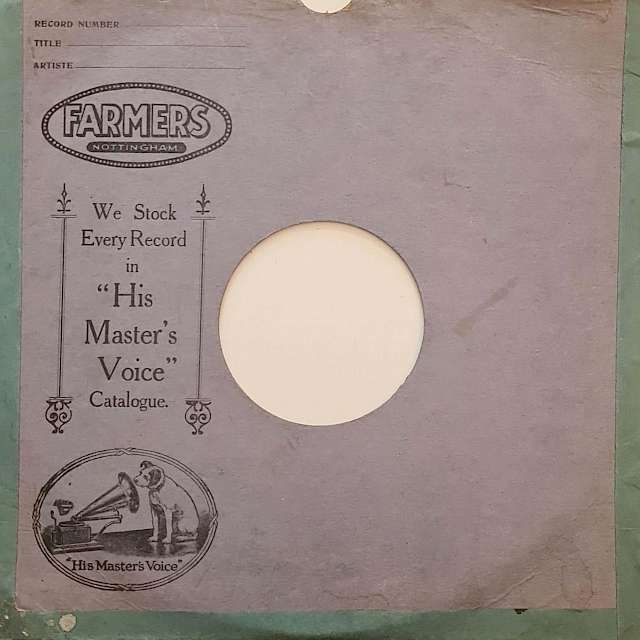 RECORD NUMBER
TITLE
ARTISTE
FARMERS
NOTTINGHAM
We Stock
Every Record
in
“His
Master's
Voice”
Catalogue.
“His Master's Voice”